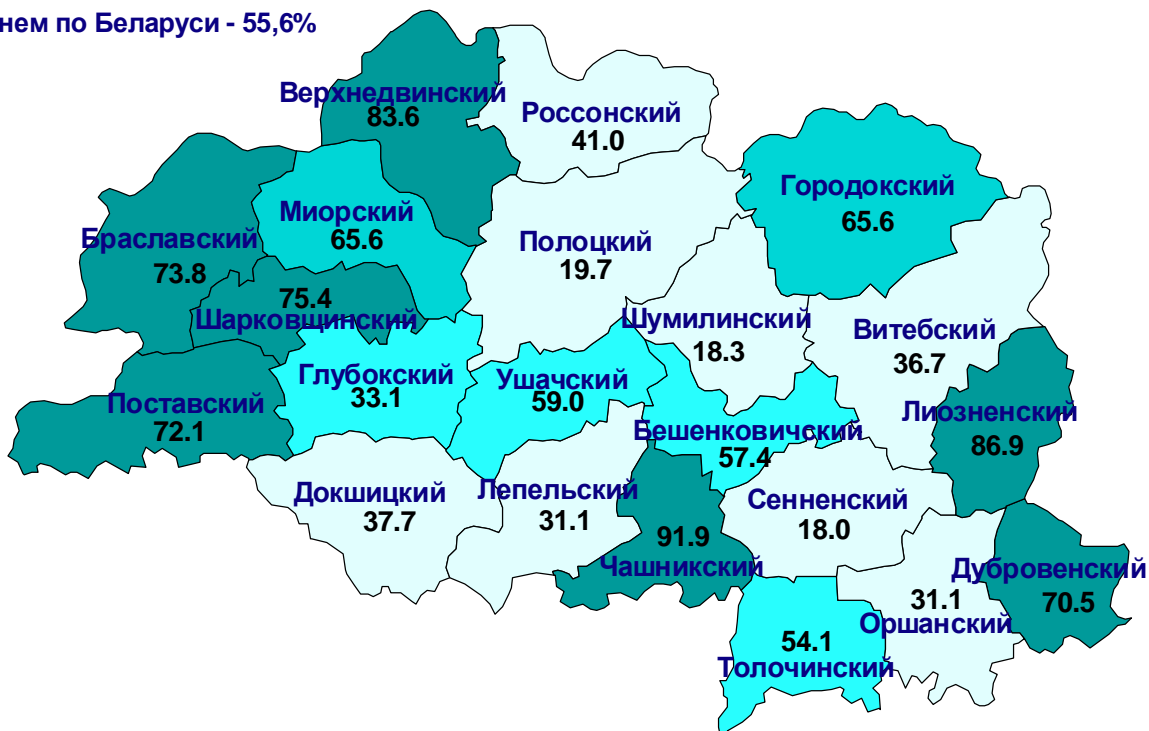 нем по Беларуси - 55,6%
Верхнедвинский
83.6
Россонский
41.0
Городокский
65.6
Миорский
65.6
Браславский
73.8
Полоцкий
19.7
75.4
Шарковщинский
Шумилинский
18.3
Витебский
36.7
Глубокский
33.1
Ушачский
59.0
Поставский
72.1
Лиозненский
86.9
Бешенковичский
57.4
Докшицкий
37.7
Лепельский
31.1
Сенненский
18.0
91.9
Чашникский
Дубровенский
70.5
31.1
Оршанский
54.1
Толочинский